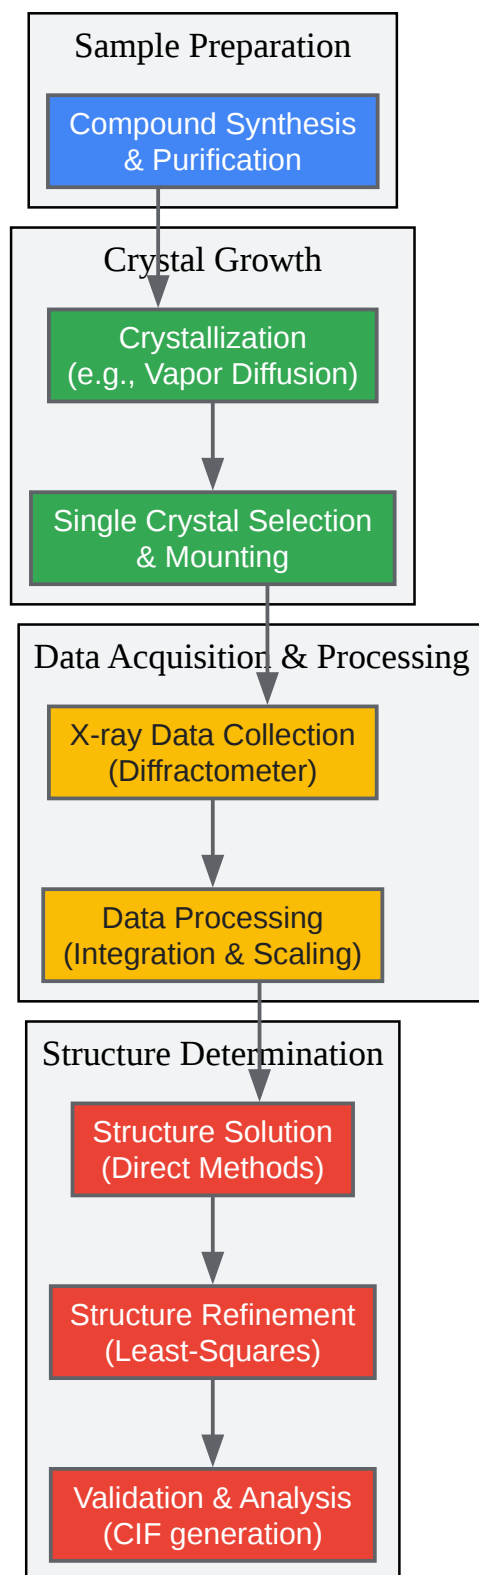 Sample Preparation
Compound Synthesis
& Purification
Crystal Growth
Crystallization
(e.g., Vapor Diffusion)
Single Crystal Selection
& Mounting
Data Acquisition & Processing
X-ray Data Collection
(Diffractometer)
Data Processing
(Integration & Scaling)
Structure Determination
Structure Solution
(Direct Methods)
Structure Refinement
(Least-Squares)
Validation & Analysis
(CIF generation)